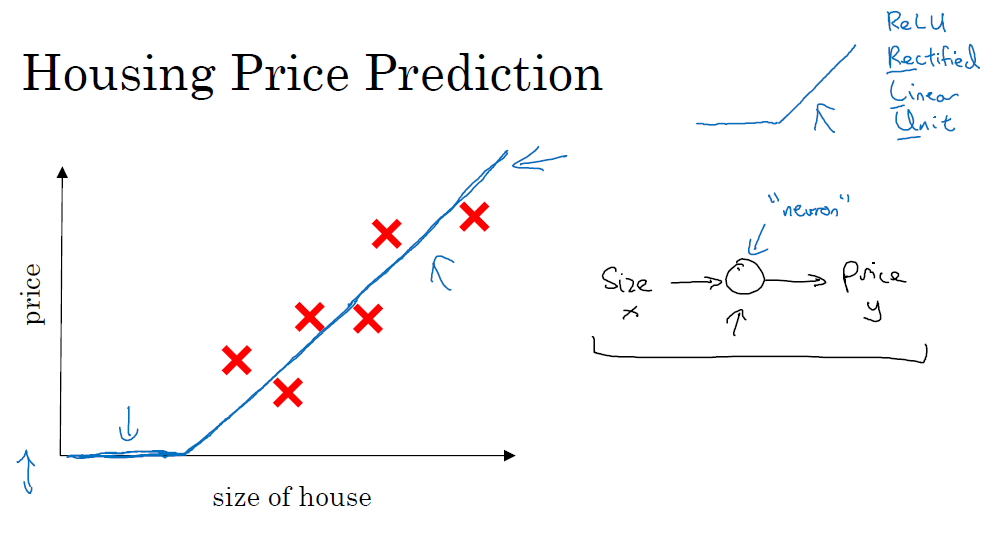 Housing Price Prediction
ReLU
Rectified
Linear
Unit
price
size of house
"neuron"
Size
x
Price
y